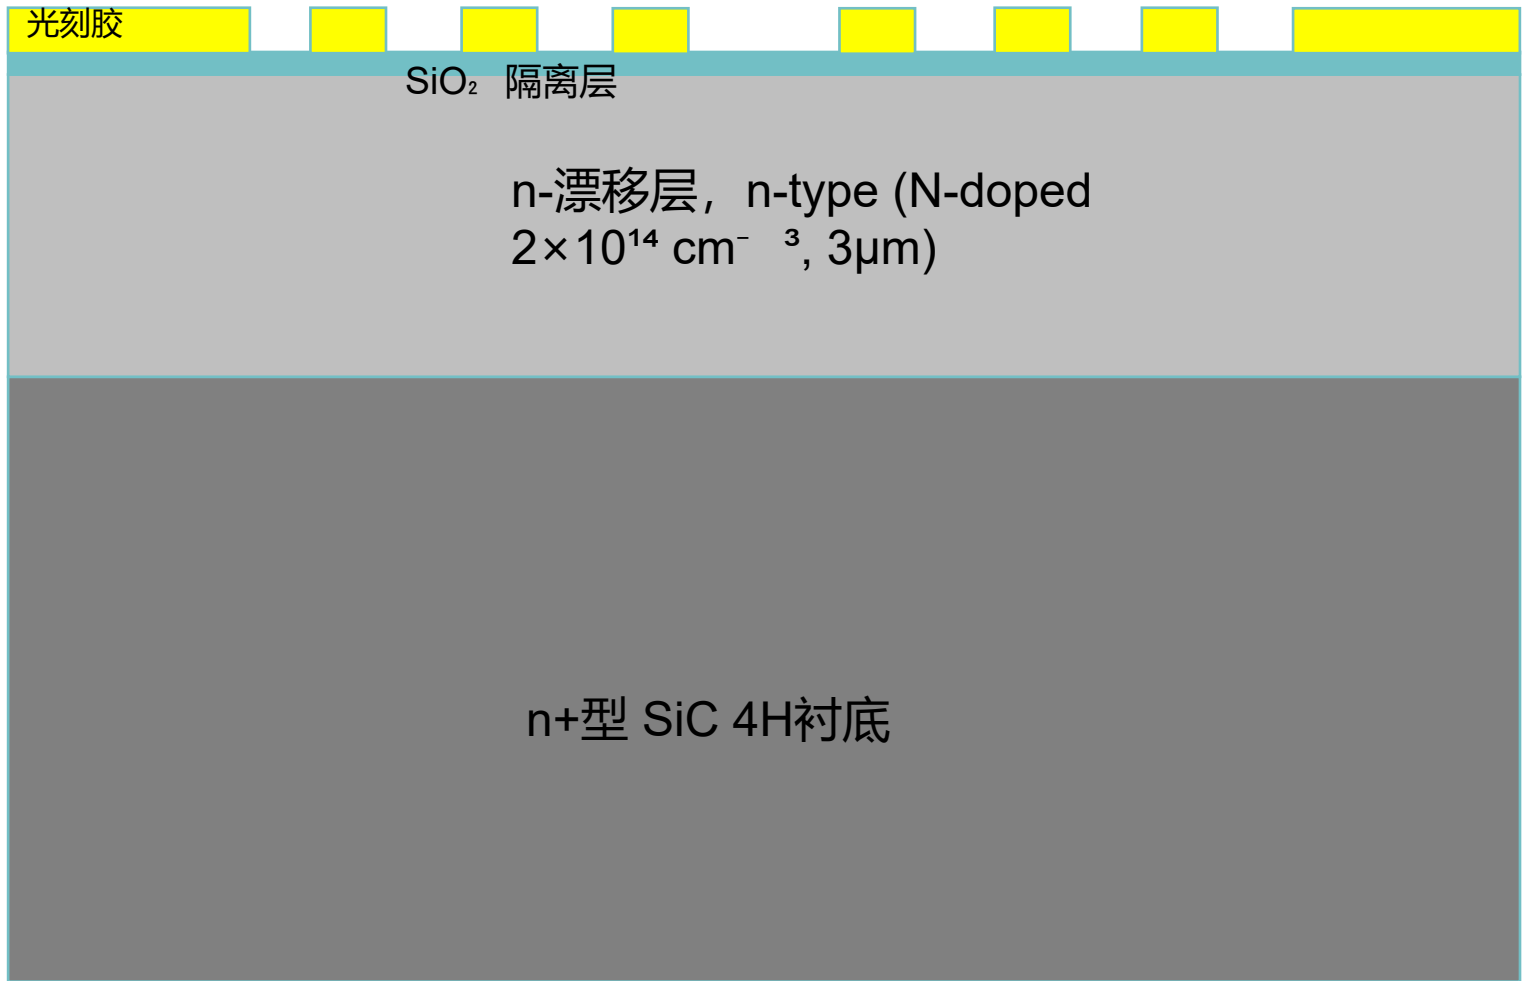 光刻胶
SiO₂ 隔离层
n-漂移层，n-type (N-doped
2×10¹⁴ cm⁻ ³, 3μm)
n+型 SiC 4H衬底